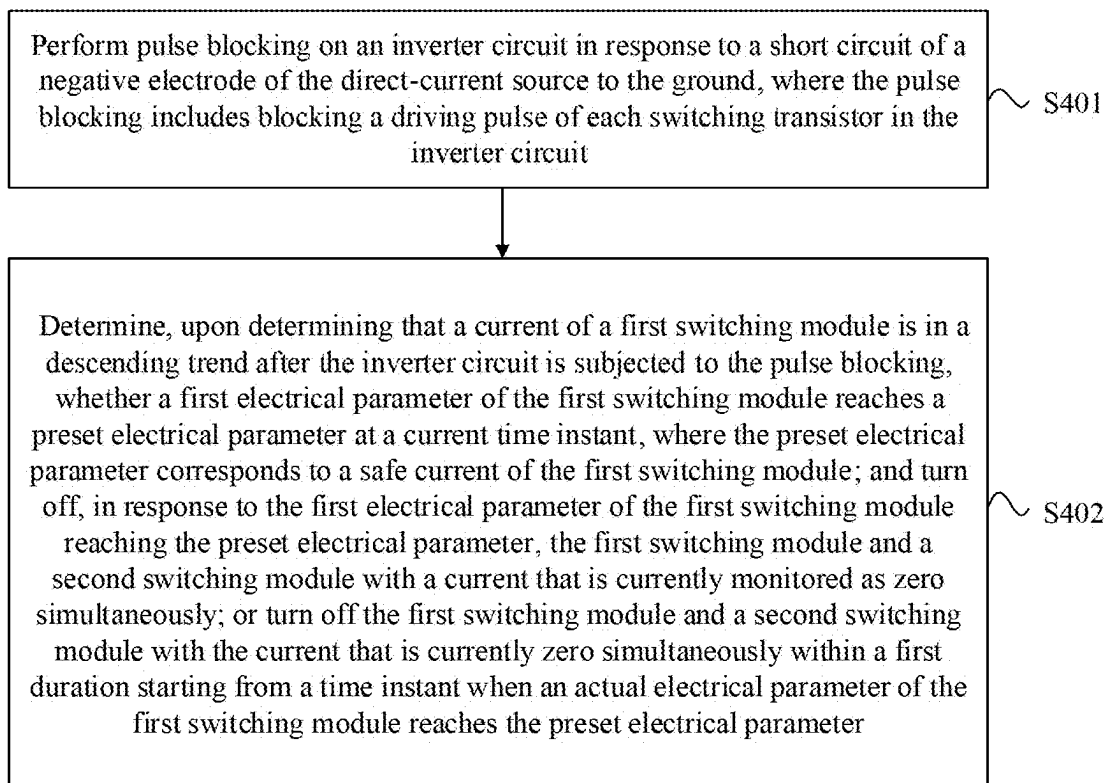 Perform pulse blocking on an inverter circuit in response to a short circuit of a
negative electrode of the direct-current source to the ground, where the pulse
blocking includes blocking a driving pulse of each switching transistor in the
inverter circuit
S401
Determine, upon determining that a current of a first switching module is in a
descending trend after the inverter circuit is subjected to the pulse blocking,
whether a first electrical parameter of the first switching module reaches a
preset electrical parameter at a current time instant, where the preset electrical
parameter corresponds to a safe current of the first switching module; and turn
off, in response to the first electrical parameter of the first switching module
reaching the preset electrical parameter, the first switching module and a
second switching module with a current that is currently monitored as zero
simultaneously; or turn off the first switching module and a second switching
module with the current that is currently zero simultaneously within a first
duration starting from a time instant when an actual electrical parameter of the
first switching module reaches the preset electrical parameter
S402